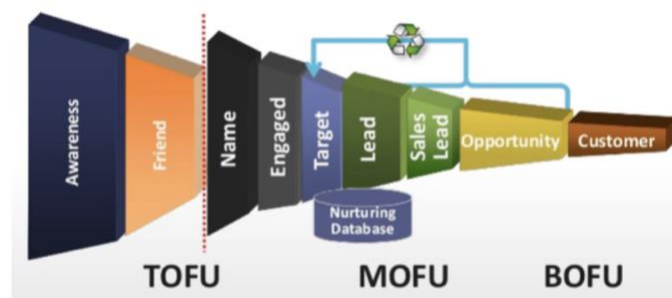 Awareness
Friend
Name
Engaged
Target
Lead
Sales
Lead
Opportunity
Customer
Nurturing
Database
TOFU
MOFU
BOFU